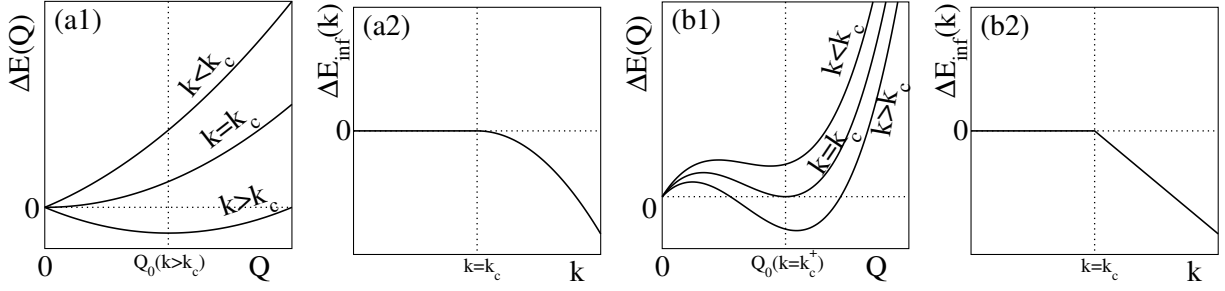 (a1)
ΔE(Q)
k<k_c
k=k_c
k>k_c
0
0
Q_0(k>k_c)
Q
(a2)
ΔE_inf(k)
0
k=k_c
k
(b1)
ΔE(Q)
k<k_c
k=k_c
k>k_c
0
0
Q_0(k=k_c^+)
Q
(b2)
ΔE_inf(k)
0
k=k_c
k